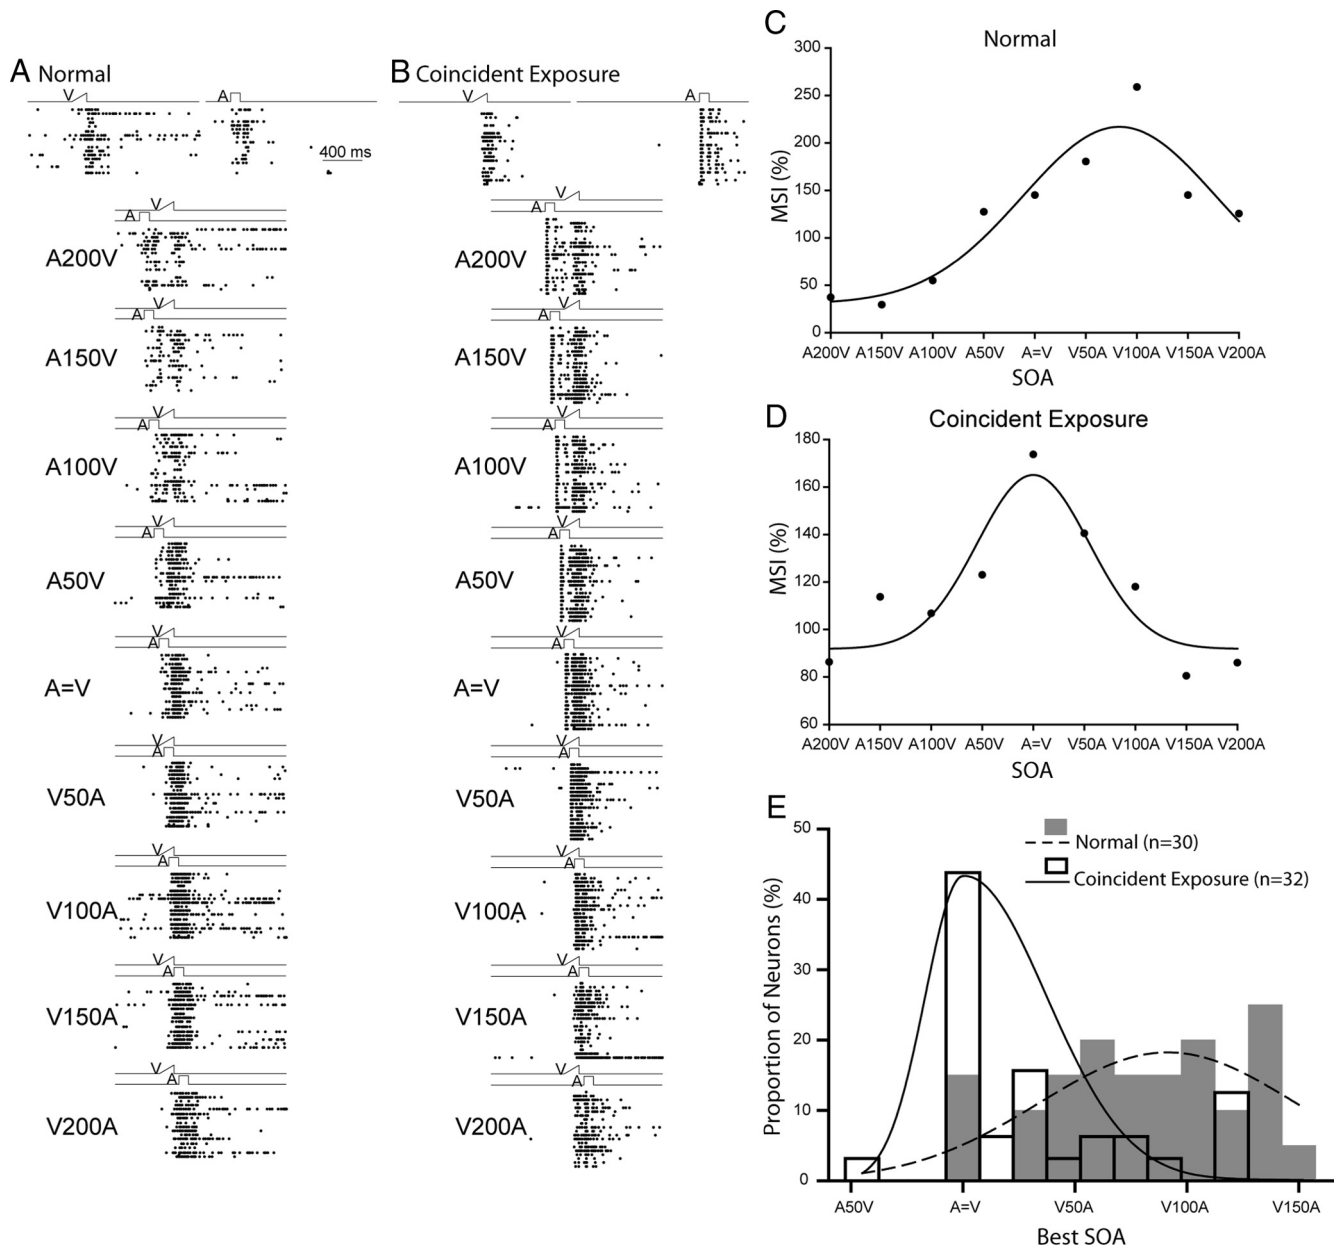 A Normal
V
A
400 ms
V
A
A200V
V
A
A150V
V
A
A100V
V
A
A50V
V
A
A=V
V
A
V50A
V
A
V100A
V
A
V150A
V
A
V200A
B Coincident Exposure
V
A
V
A
A200V
V
A
A150V
V
A
A100V
V
A
A50V
V
A
A=V
V
A
V50A
V
A
V100A
V
A
V150A
V
A
V200A
C
Normal
MSI (%)
300
250
200
150
100
50
0
A200V A150V A100V A50V A=V V50A V100A V150A V200A
SOA
D
Coincident Exposure
MSI (%)
180
160
140
120
100
80
60
A200V A150V A100V A50V A=V V50A V100A V150A V200A
SOA
E
Normal (n=30)
Coincident Exposure (n=32)
Proportion of Neurons (%)
50
40
30
20
10
0
A50V A=V V50A V100A V150A
Best SOA